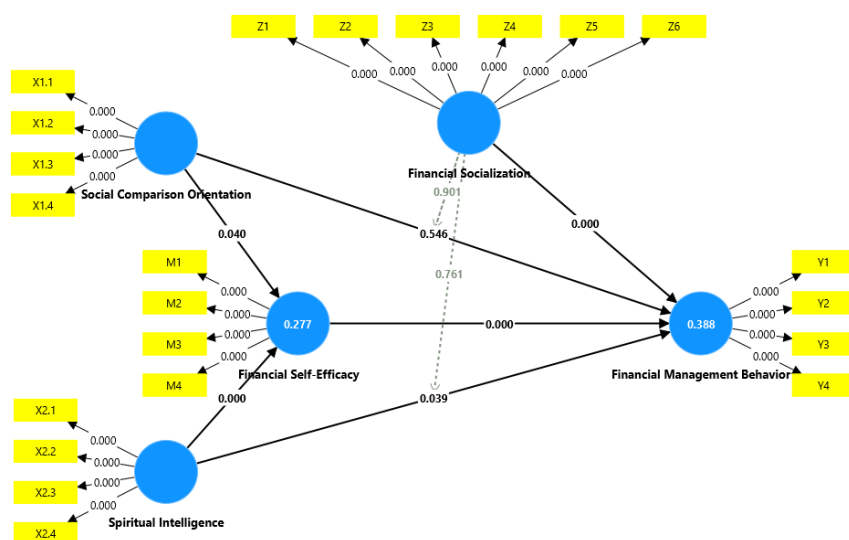 Z1 Z2 Z3 Z4 Z5 Z6
0.000 0.000 0.000 0.000 0.000 0.000
X1.1
X1.2
X1.3
X1.4
0.000
0.000
0.000
0.000
Social Comparison Orientation
Financial Socialization
0.901
0.546
0.761
0.000
0.040
M1
M2
M3
M4
0.000
0.000
0.000
0.000
0.277
Financial Self-Efficacy
0.000
0.000
0.039
0.388
Financial Management Behavior
Y1
Y2
Y3
Y4
0.000
0.000
0.000
0.000
X2.1
X2.2
X2.3
X2.4
0.000
0.000
0.000
0.000
Spiritual Intelligence